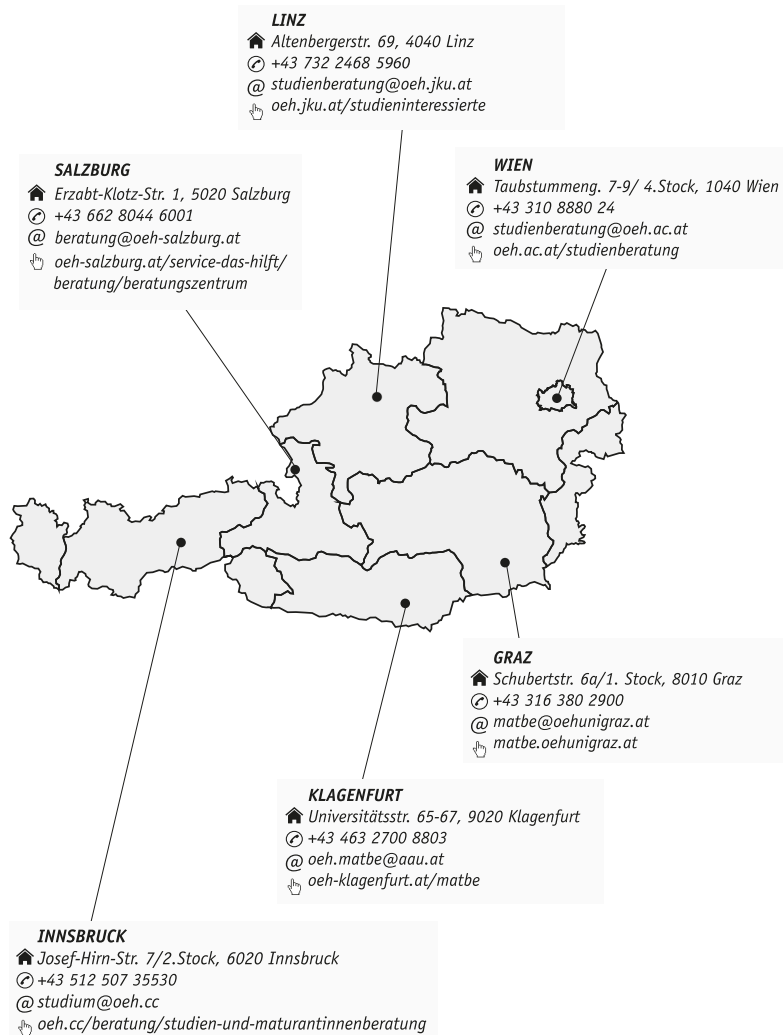 LINZ
Altenbergerstr. 69, 4040 Linz
+43 732 2468 5960
@ studienberatung@oeh.jku.at
oeh.jku.at/studieninteressierte
SALZBURG
Erzabt-Klotz-Str. 1, 5020 Salzburg
+43 662 8044 6001
@ beratung@oeh-salzburg.at
oeh-salzburg.at/service-das-hilft/
beratung/beratungszentrum
WIEN
Taubstummeng. 7-9/ 4.Stock, 1040 Wien
+43 310 8880 24
@ studienberatung@oeh.ac.at
oeh.ac.at/studienberatung
GRAZ
Schubertstr. 6a/1. Stock, 8010 Graz
+43 316 380 2900
@ matbe@oehunigraz.at
matbe.oehunigraz.at
KLAGENFURT
Universitätsstr. 65-67, 9020 Klagenfurt
+43 463 2700 8803
@ oeh.matbe@aau.at
oeh-klagenfurt.at/matbe
INNSBRUCK
Josef-Hirn-Str. 7/2.Stock, 6020 Innsbruck
+43 512 507 35530
@ studium@oeh.cc
oeh.cc/beratung/studien-und-maturantinnenberatung